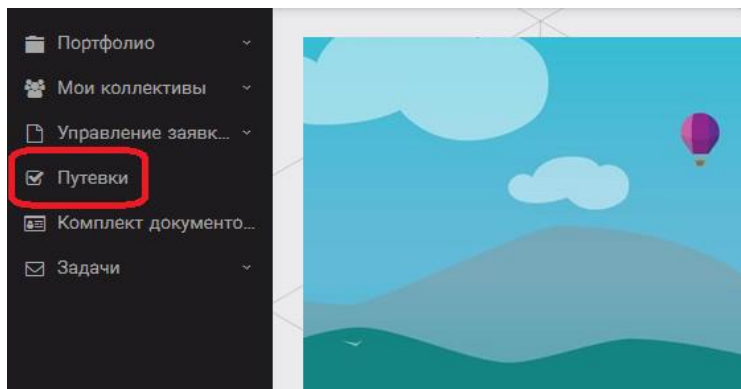 Портфолио
Мои коллективы
Управление заявк...
Путевки
Комплект документо...
Задачи